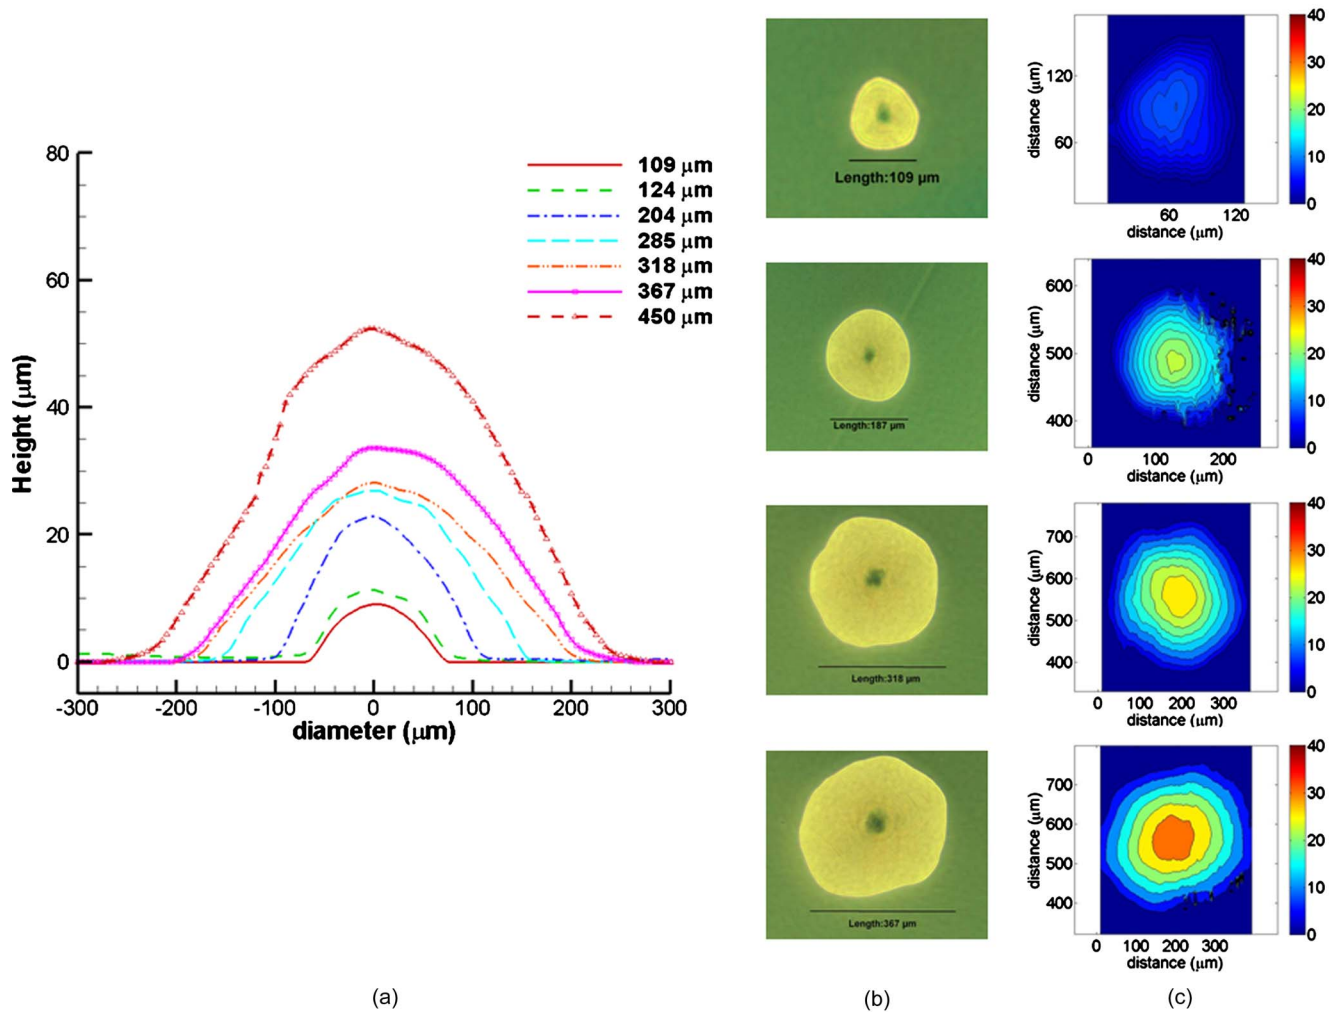 80
60
40
20
0
Height (μm)
-300
-200
-100
0
100
200
300
diameter (μm)
109 μm
124 μm
204 μm
285 μm
318 μm
367 μm
450 μm
(a)
Length:109 μm
Length:187 μm
Length:318 μm
Length:367 μm
(b)
120
60
distance (μm)
60
120
distance (μm)
40
30
20
10
0
600
500
400
distance (μm)
0
100
200
distance (μm)
40
30
20
10
0
700
600
500
400
distance (μm)
0
100
200
300
distance (μm)
40
30
20
10
0
700
600
500
400
distance (μm)
0
100
200
300
distance (μm)
40
30
20
10
0
(c)